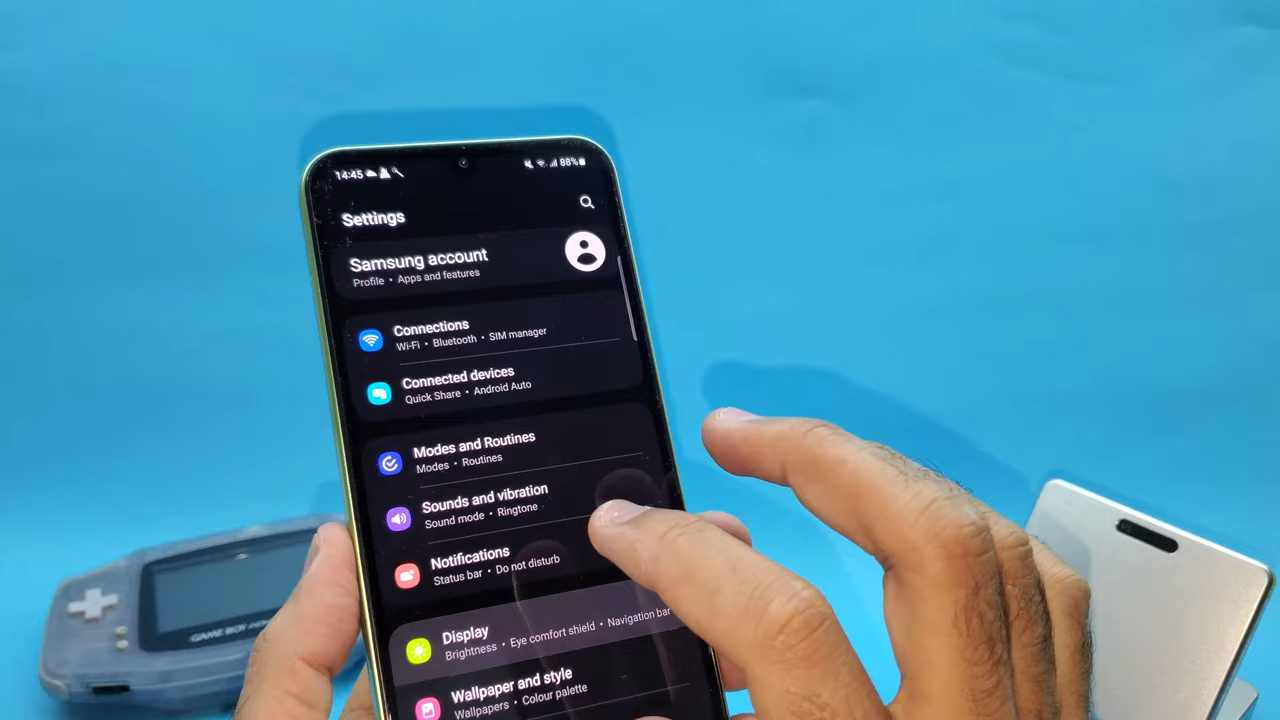 14:45
88%
Settings
Samsung account
Profile • Apps and features
Connections
Wi-Fi • Bluetooth • SIM manager
Connected devices
Quick Share • Android Auto
Modes and Routines
Modes • Routines
Sounds and vibration
Sound mode • Ringtone
Notifications
Status bar • Do not disturb
Display
Brightness • Eye comfort shield • Navigation bar
Wallpaper and style
Wallpapers • Colour palette
GAME BOY